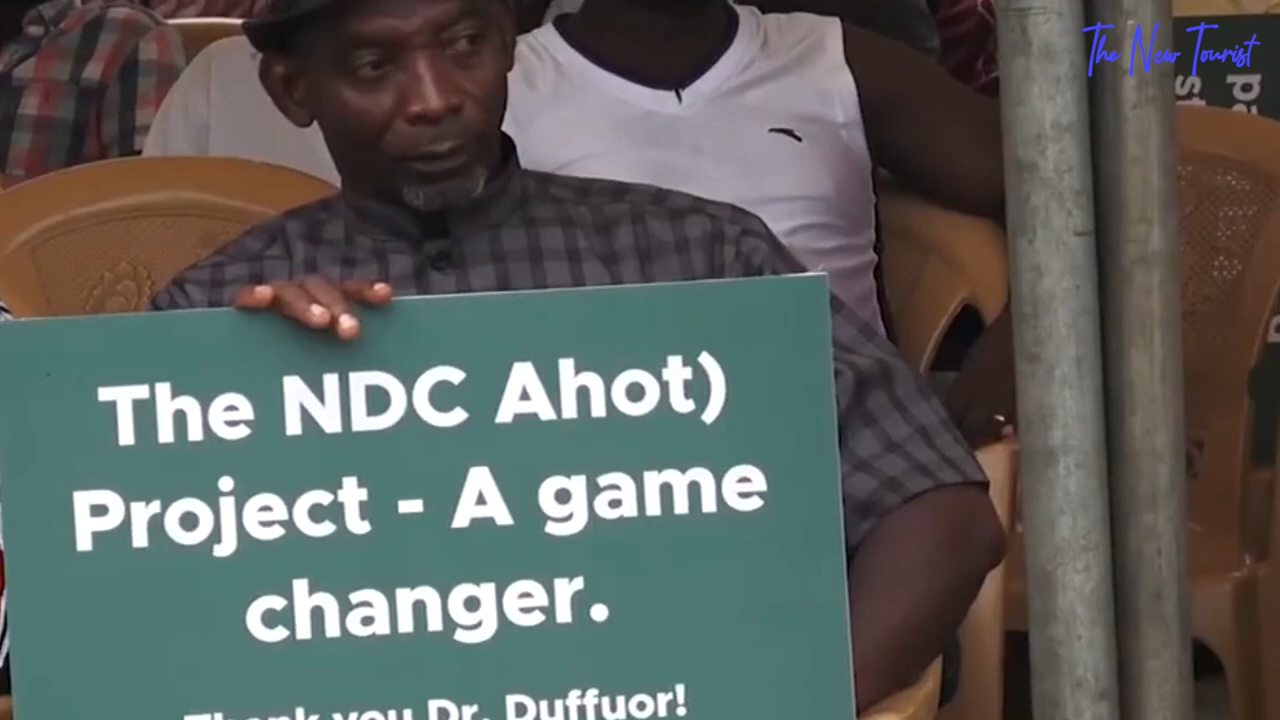 The New Tourist
The NDC Ahot)
Project - A game
changer.
Thank you Dr. Duffuor!